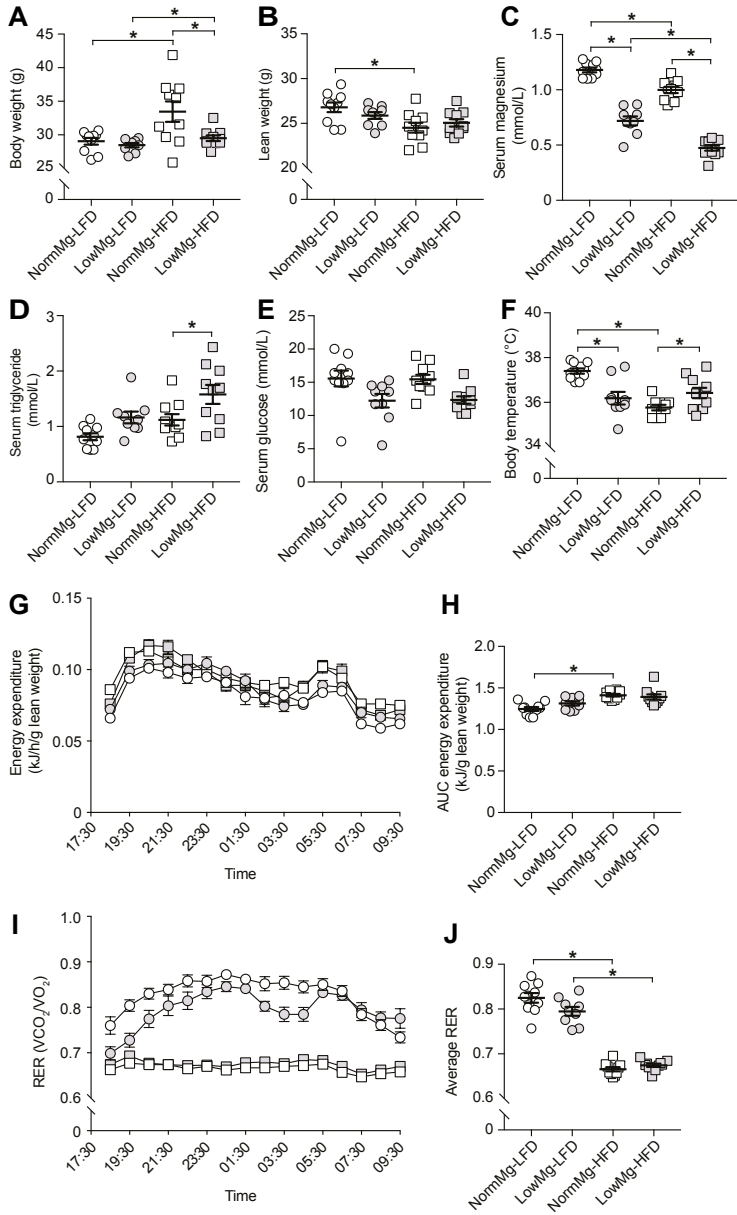 A
Body weight (g)
45
40
35
30
25
0
*
*
*
*
NormMg-LFD
LowMg-LFD
NormMg-HFD
LowMg-HFD
B
Lean weight (g)
35
30
25
20
0
*
NormMg-LFD
LowMg-LFD
NormMg-HFD
LowMg-HFD
C
Serum magnesium
(mmol/L)
1.5
1.0
0.5
0
*
*
*
*
NormMg-LFD
LowMg-LFD
NormMg-HFD
LowMg-HFD
D
Serum triglyceride
(mmol/L)
3
2
1
0
*
NormMg-LFD
LowMg-LFD
NormMg-HFD
LowMg-HFD
E
Serum glucose (mmol/L)
25
20
15
10
5
0
NormMg-LFD
LowMg-LFD
NormMg-HFD
LowMg-HFD
F
Body temperature (°C)
40
38
36
34
0
*
*
*
NormMg-LFD
LowMg-LFD
NormMg-HFD
LowMg-HFD
G
Energy expenditure
(kJ/h/g lean weight)
0.15
0.10
0.05
0
17:30
19:30
21:30
23:30
01:30
03:30
05:30
07:30
09:30
Time
H
AUC energy expenditure
(kJ/g lean weight)
2.0
1.5
1.0
0.5
0
*
NormMg-LFD
LowMg-LFD
NormMg-HFD
LowMg-HFD
I
RER (VCO₂/VO₂)
1.0
0.9
0.8
0.7
0.6
0
17:30
19:30
21:30
23:30
01:30
03:30
05:30
07:30
09:30
Time
J
Average RER
0.9
0.8
0.7
0.6
0
*
*
NormMg-LFD
LowMg-LFD
NormMg-HFD
LowMg-HFD